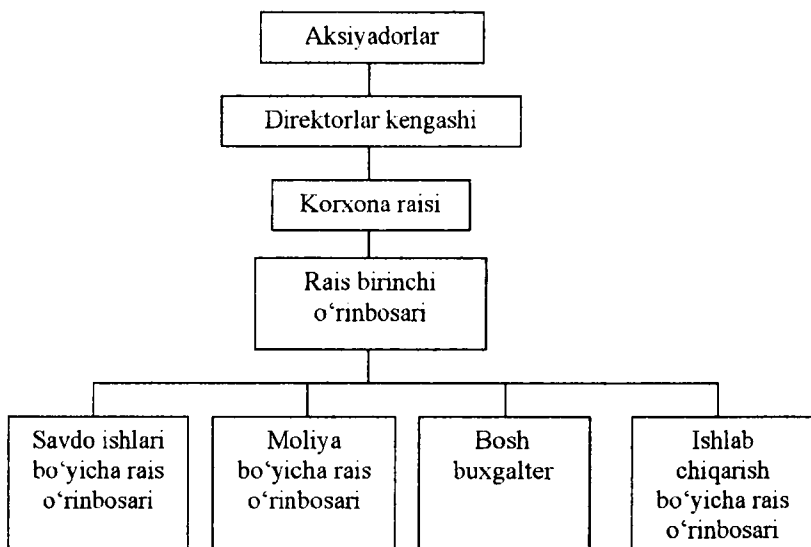 Aksiyadorlar
Direktorlar kengashi
Korxona raisi
Rais birinchi
o‘rinbosari
Savdo ishlari
bo‘yicha rais
o‘rinbosari
Moliya
bo‘yicha rais
o‘rinbosari
Bosh
buxgalter
Ishlab
chiqarish
bo‘yicha rais
o‘rinbosari